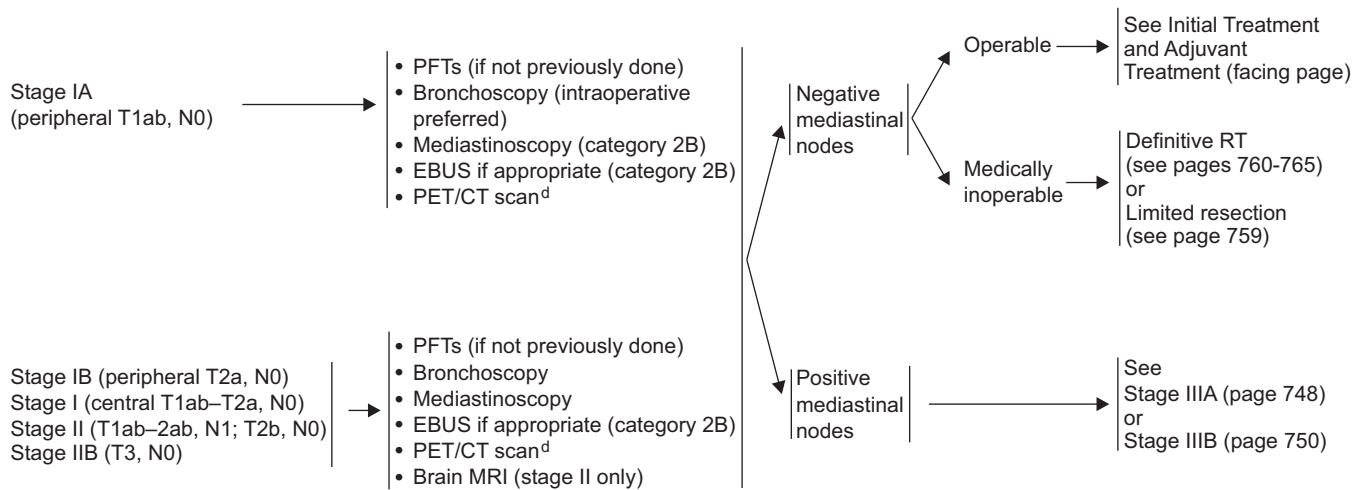 Stage IA
(peripheral T1ab, N0)
• PFTs (if not previously done)
• Bronchoscopy (intraoperative
preferred)
• Mediastinoscopy (category 2B)
• EBUS if appropriate (category 2B)
• PET/CT scand
Stage IB (peripheral T2a, N0)
Stage I (central T1ab–T2a, N0)
Stage II (T1ab–2ab, N1; T2b, N0)
Stage IIB (T3, N0)
• PFTs (if not previously done)
• Bronchoscopy
• Mediastinoscopy
• EBUS if appropriate (category 2B)
• PET/CT scand
• Brain MRI (stage II only)
Negative
mediastinal
nodes
Operable
See Initial Treatment
and Adjuvant
Treatment (facing page)
Medically
inoperable
Definitive RT
(see pages 760-765)
or
Limited resection
(see page 759)
Positive
mediastinal
nodes
See
Stage IIIA (page 748)
or
Stage IIIB (page 750)